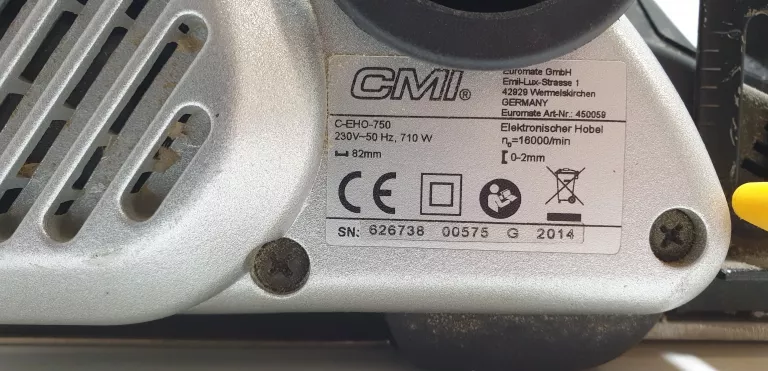 CMI®
Euromate GmbH
Emil-Lux-Strasse 1
42929 Wermelskirchen
GERMANY
Euromate Art-Nr.: 450059
C-EHO-750
230V~50 Hz, 710 W
82mm
Elektronischer Hobel
n₀=16000/min
0-2mm
CE
SN: 626738 00575 G 2014